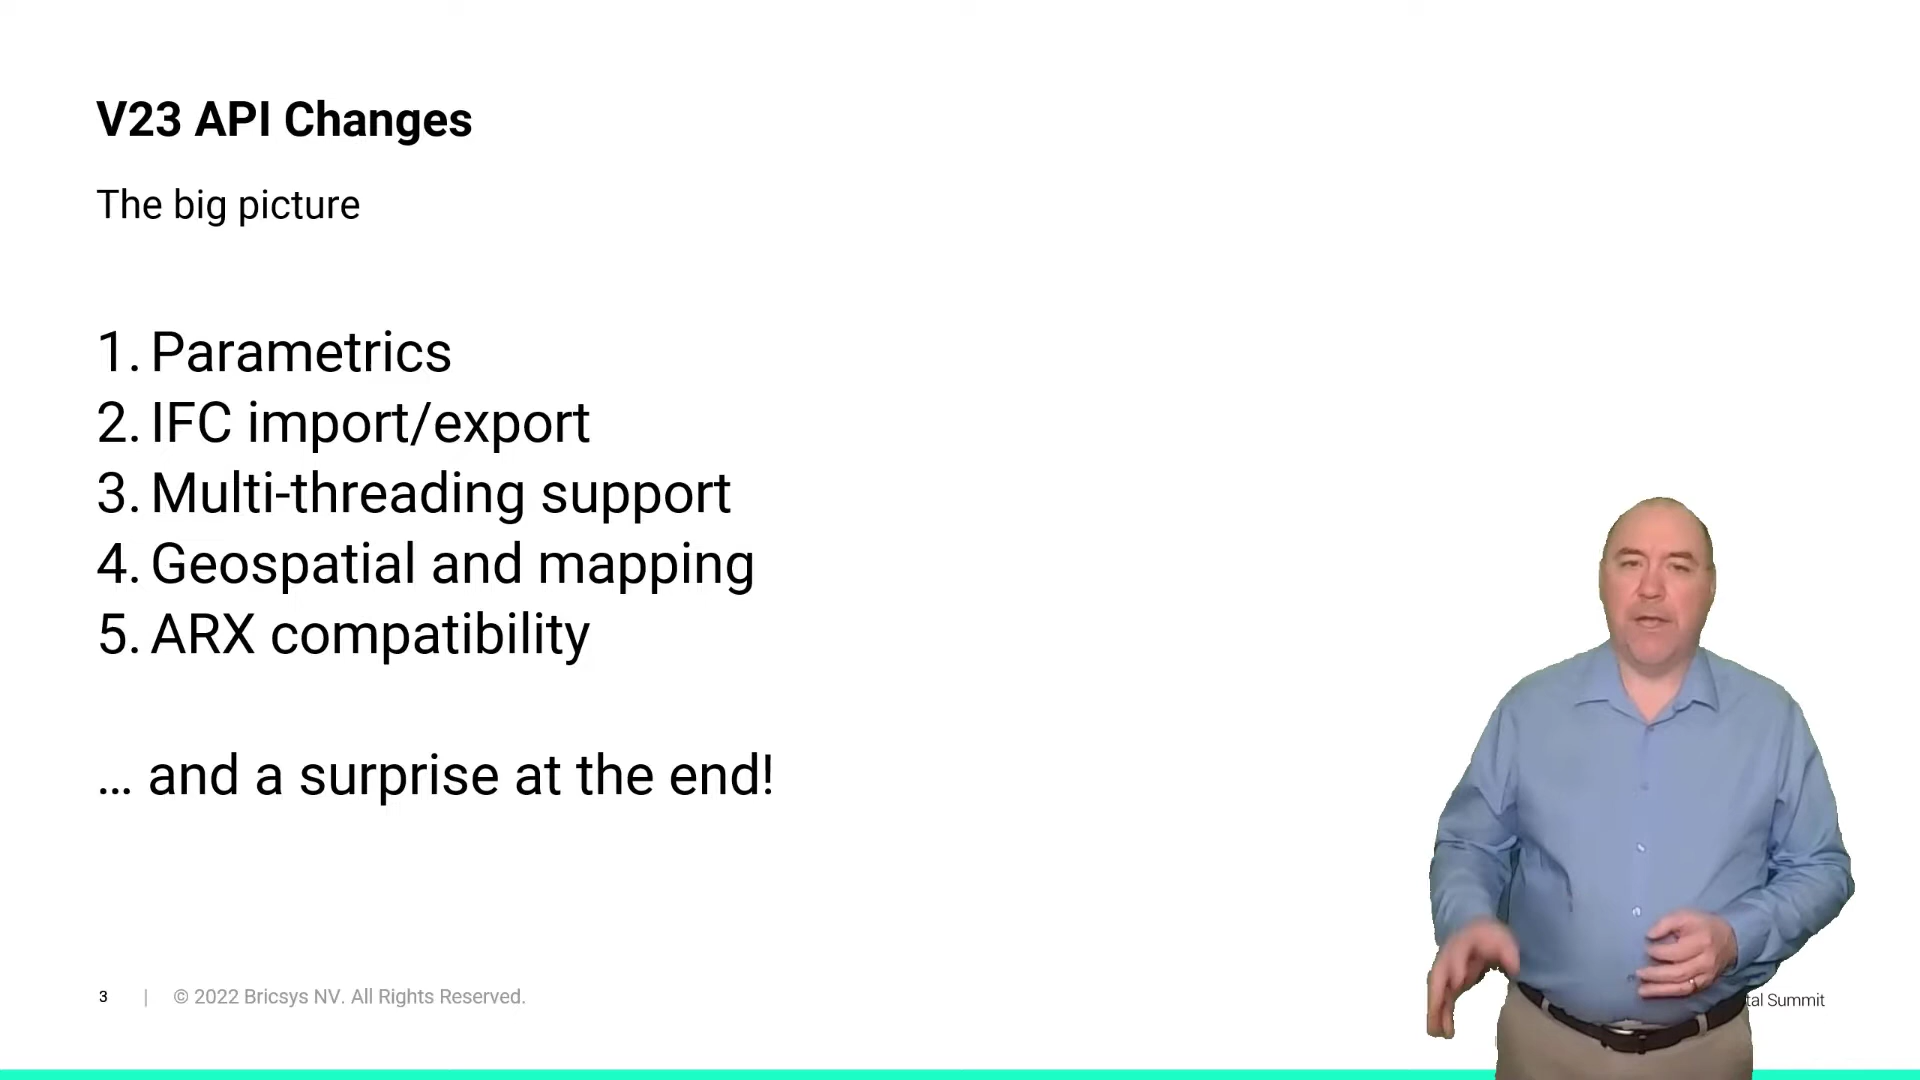 V23 API Changes
The big picture
1. Parametrics
2. IFC import/export
3. Multi-threading support
4. Geospatial and mapping
5. ARX compatibility
... and a surprise at the end!
3 | © 2022 Bricsys NV. All Rights Reserved.
Summit